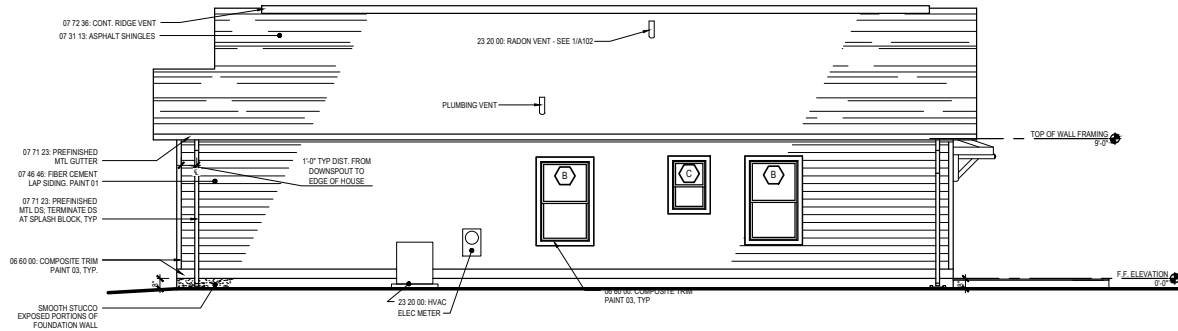 07 72 36: CONT. RIDGE VENT
07 31 13: ASPHALT SHINGLES
23 20 00: RADON VENT - SEE 1/A102
PLUMBING VENT
TOP OF WALL FRAMING
9'-0"
07 71 23: PREFINISHED
MTL GUTTER
07 46 46: FIBER CEMENT
LAP SIDING. PAINT 01
07 71 23: PREFINISHED
MTL DS; TERMINATE DS
AT SPLASH BLOCK, TYP
1'-0" TYP DIST. FROM
DOWNSPOUT TO
EDGE OF HOUSE
B
C
B
06 60 00: COMPOSITE TRIM
PAINT 03, TYP.
8"
SMOOTH STUCCO
EXPOSED PORTIONS OF
FOUNDATION WALL
23 20 00: HVAC
ELEC METER
06 60 00: COMPOSITE TRIM
PAINT 03, TYP
8"
F.F. ELEVATION
0'-0"